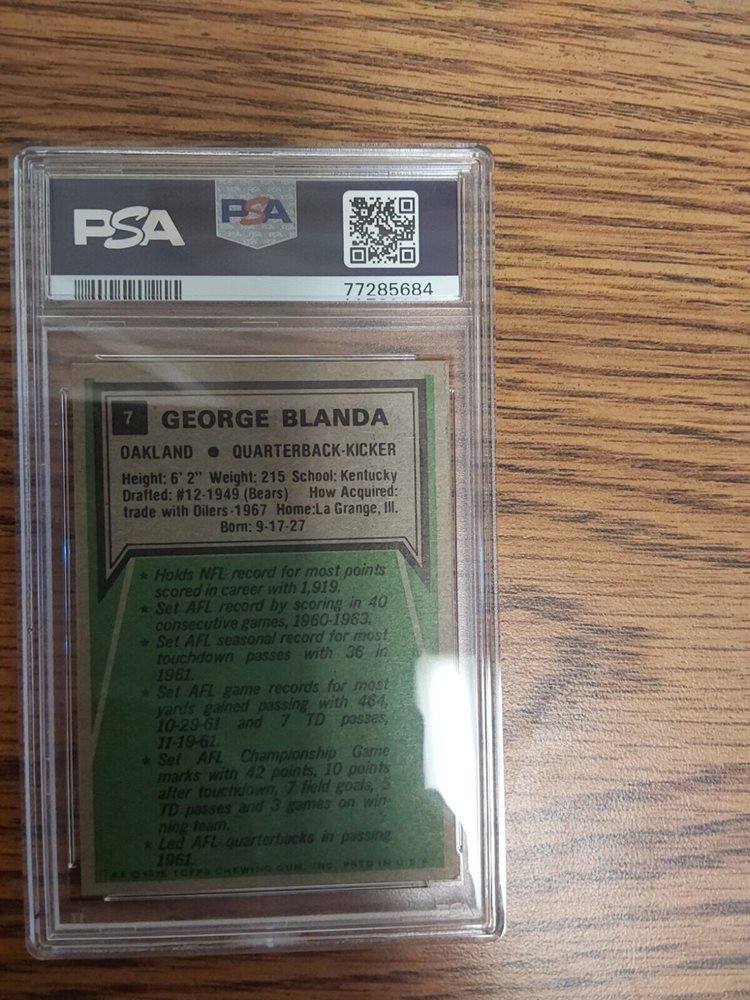 PSA
PSA
77285684
7 GEORGE BLANDA
OAKLAND ● QUARTERBACK-KICKER
Height: 6' 2" Weight: 215 School: Kentucky
Drafted: #12-1949 (Bears) How Acquired:
trade with Oilers-1967 Home:La Grange, Ill.
Born: 9-17-27
★ Holds NFL record for most points
scored in career with 1,919.
★ Set AFL record by scoring in 40
consecutive games, 1960-1963.
★ Set AFL seasonal record for most
touchdown passes with 36 in
1961.
★ Set AFL game records for most
yards gained passing with 464,
10-29-61 and 7 TD passes,
11-19-61.
★ Set AFL Championship Game
marks with 42 points, 10 points
after touchdown, 7 field goals, 5
TD passes and 3 games on win-
ning team.
★ Led AFL quarterbacks in passing
1961.
© 1975 TOPPS CHEWING GUM, INC. PRTD IN U.S.A.